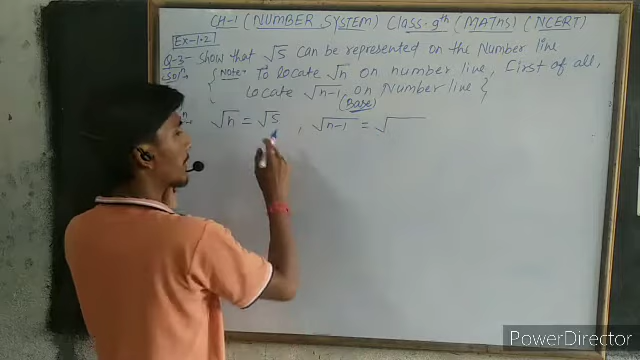 CH-1 (NUMBER SYSTEM) Class-9th (MATHS) (NCERT)
Ex-1.2
Q-3- Show that √5 can be represented on the Number line
Sol. {Note:- To locate √n on number line, First of all,
Locate √n-1 on Number line}
(Base)
√n = √5 , √n-1 = √
PowerDirector